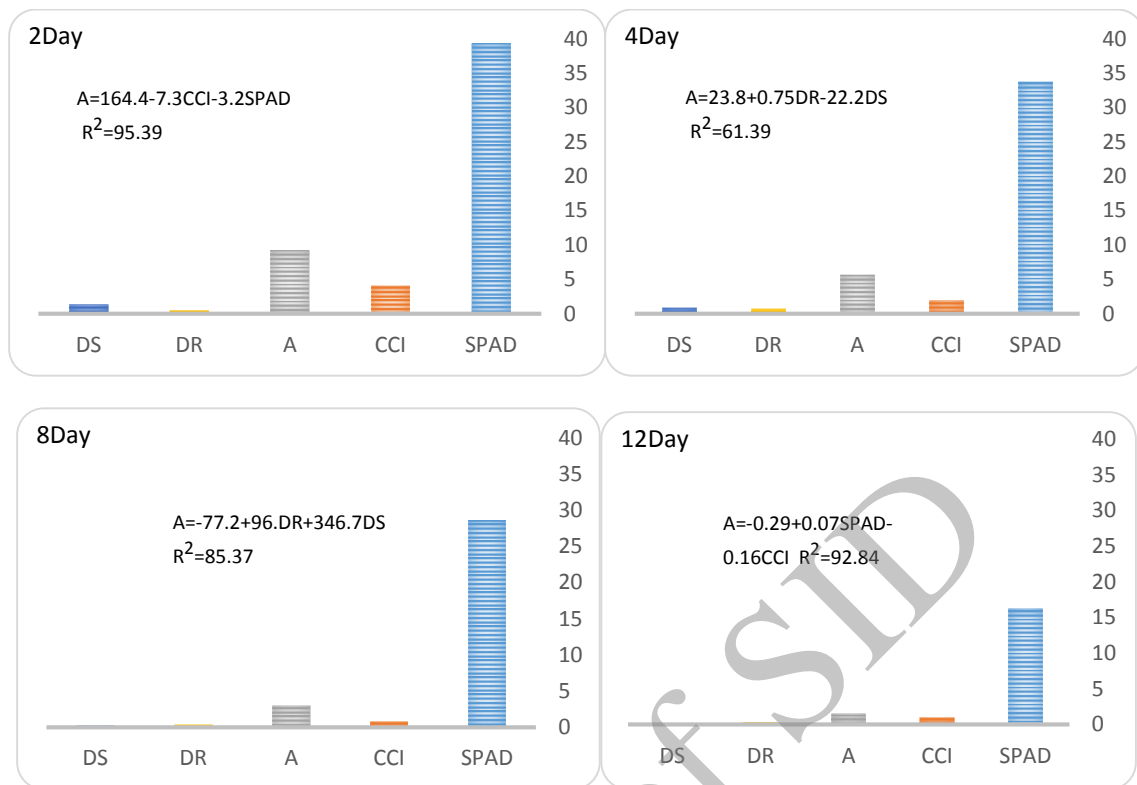 2Day
A=164.4-7.3CCI-3.2SPAD
R²=95.39
40
35
30
25
20
15
10
5
0
DS DR A CCI SPAD
4Day
A=23.8+0.75DR-22.2DS
R²=61.39
40
35
30
25
20
15
10
5
0
DS DR A CCI SPAD
8Day
A=-77.2+96.DR+346.7DS
R²=85.37
40
35
30
25
20
15
10
5
0
DS DR A CCI SPAD
12Day
A=-0.29+0.07SPAD-
0.16CCI R²=92.84
40
35
30
25
20
15
10
5
0
DS DR A CCI SPAD
of SID